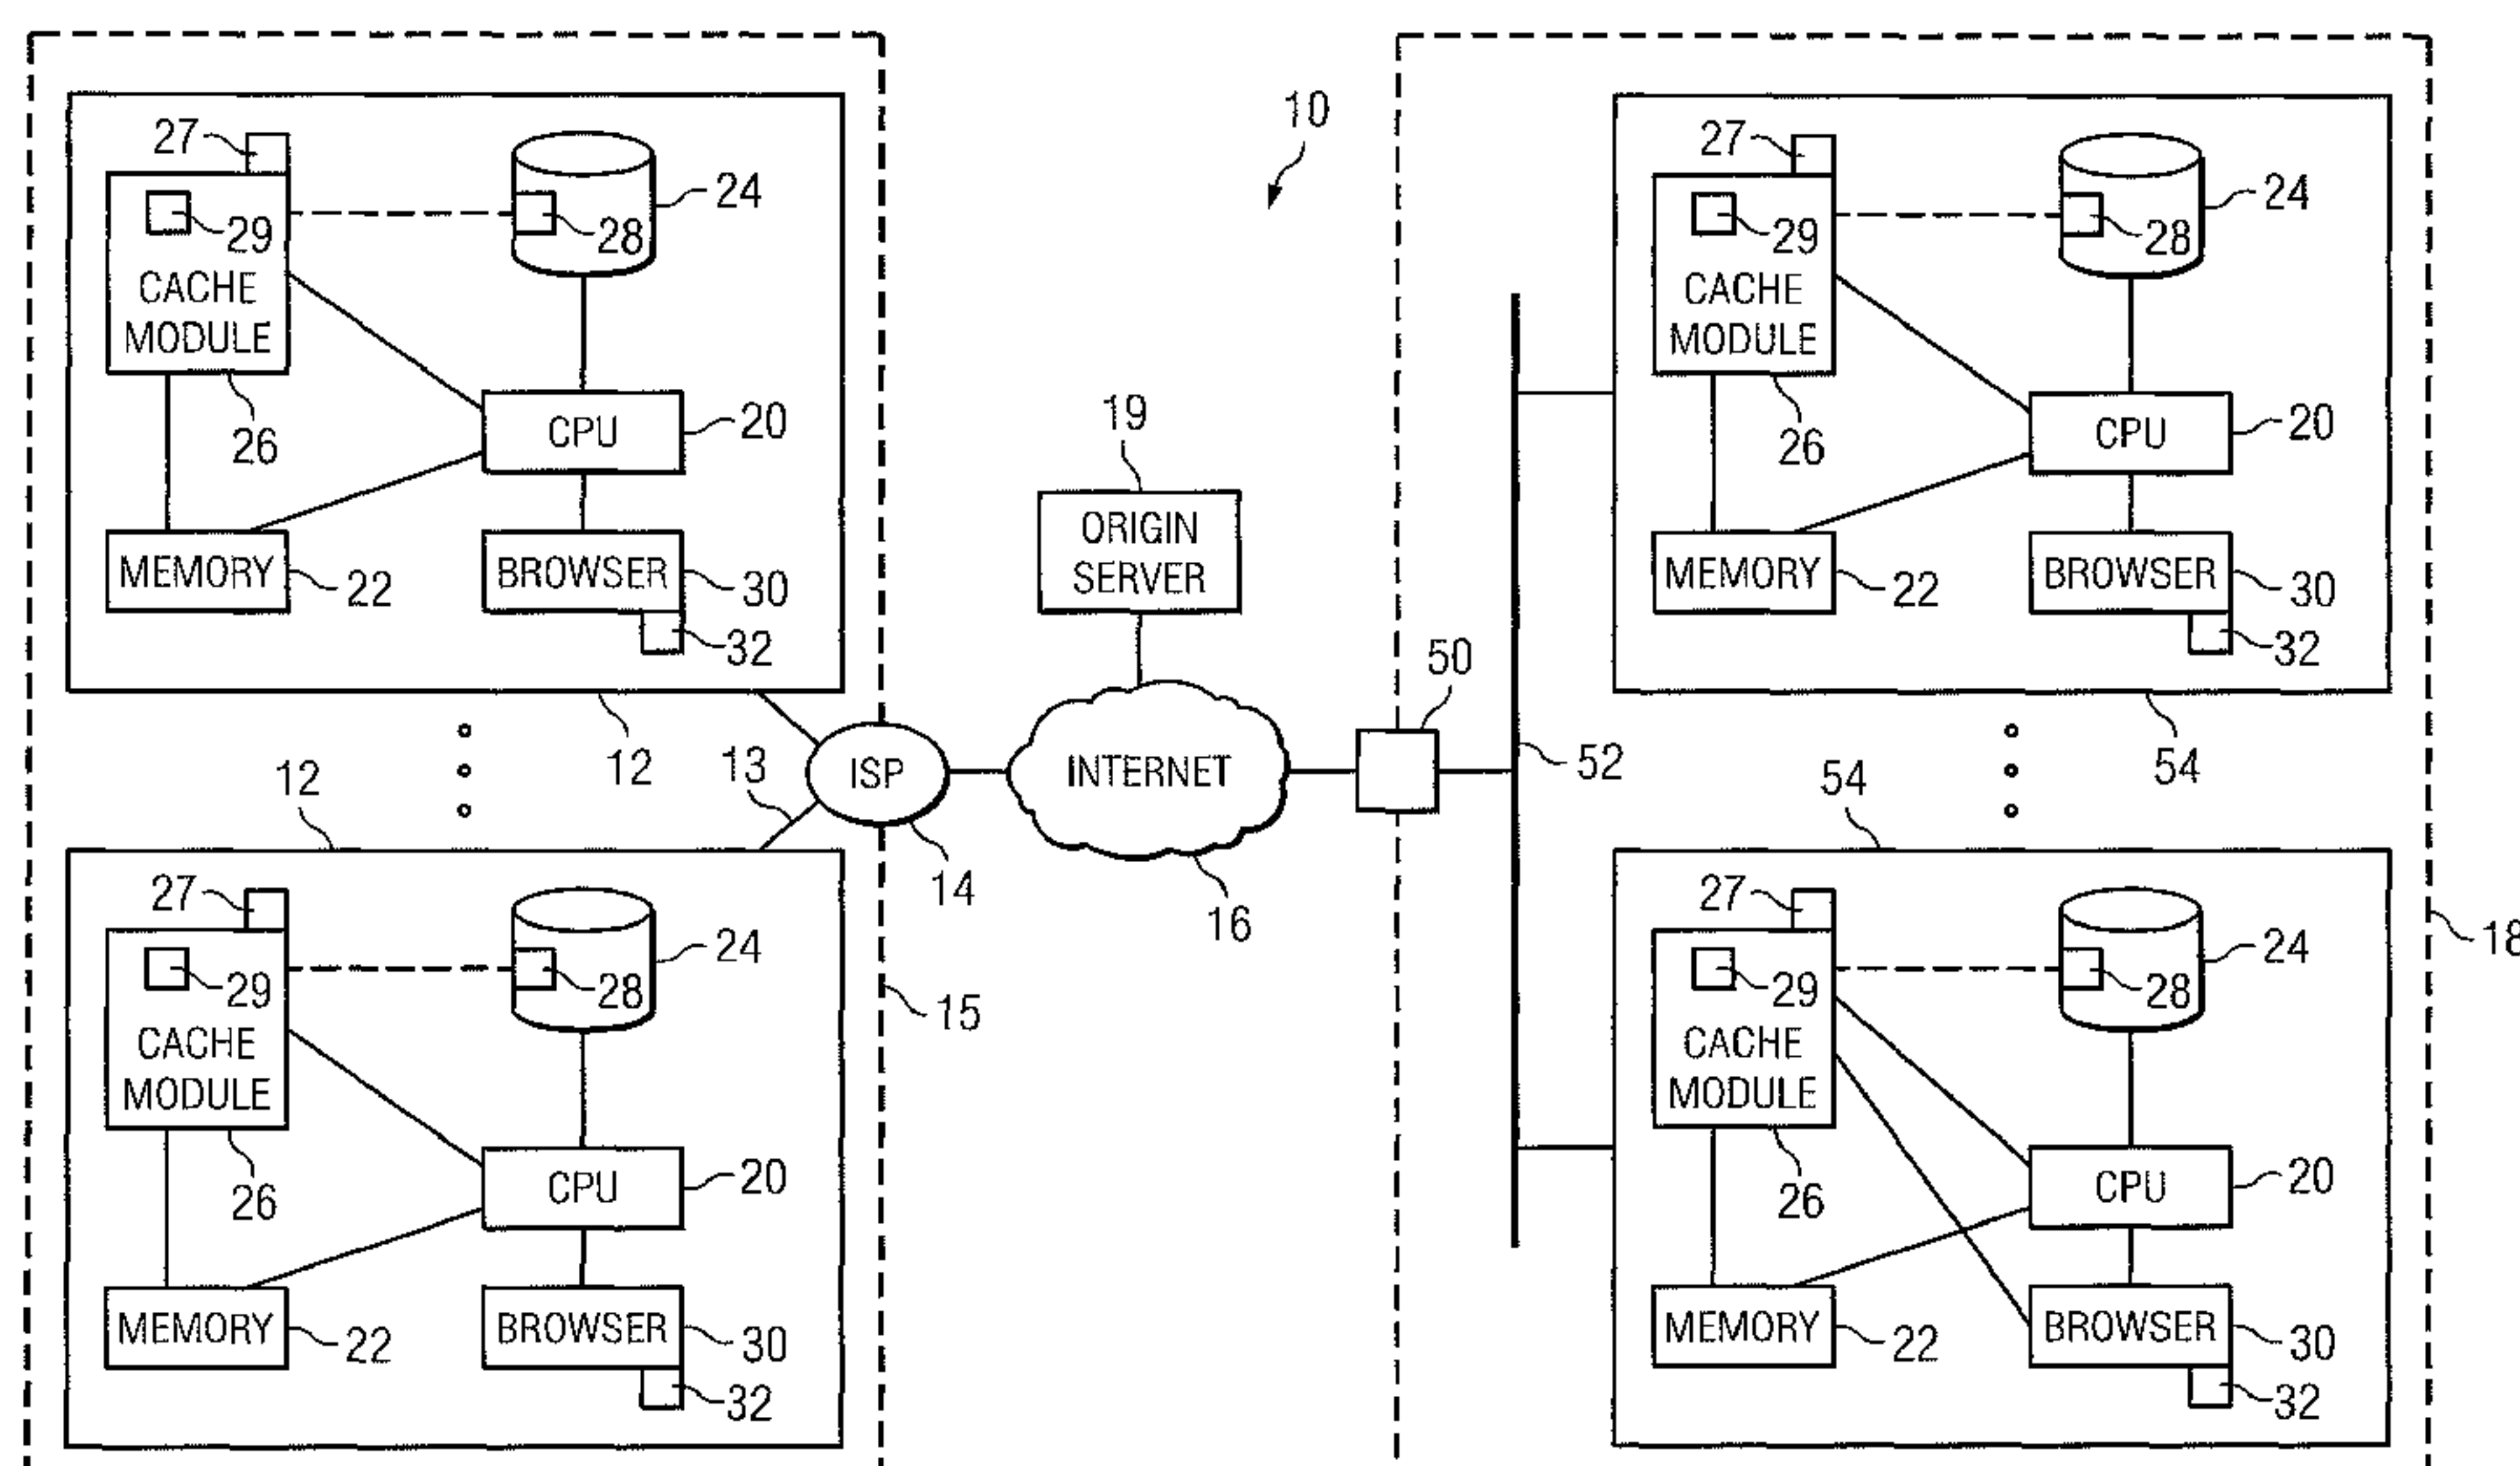 10
27
29
CACHE
MODULE
26
28
24
CPU
20
MEMORY
22
BROWSER
30
32
12
12
13
27
29
CACHE
MODULE
26
28
24
CPU
20
MEMORY
22
BROWSER
30
32
ISP
14
15
19
ORIGIN
SERVER
INTERNET
16
50
52
27
29
CACHE
MODULE
26
28
24
CPU
20
MEMORY
22
BROWSER
30
32
54
54
27
29
CACHE
MODULE
26
28
24
CPU
20
MEMORY
22
BROWSER
30
32
18